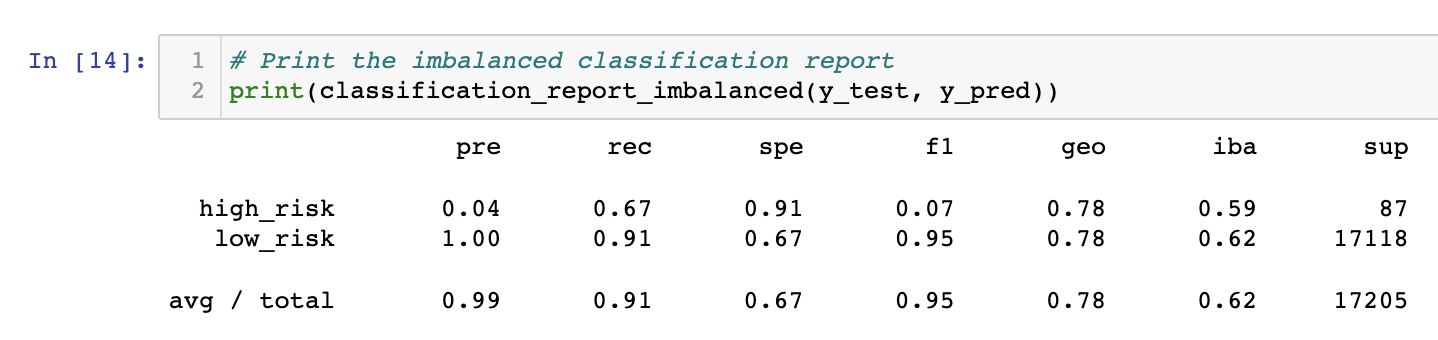 In [14]:
1 # Print the imbalanced classification report
2 print(classification_report_imbalanced(y_test, y_pred))
pre rec spe f1 geo iba sup
high_risk 0.04 0.67 0.91 0.07 0.78 0.59 87
low_risk 1.00 0.91 0.67 0.95 0.78 0.62 17118
avg / total 0.99 0.91 0.67 0.95 0.78 0.62 17205